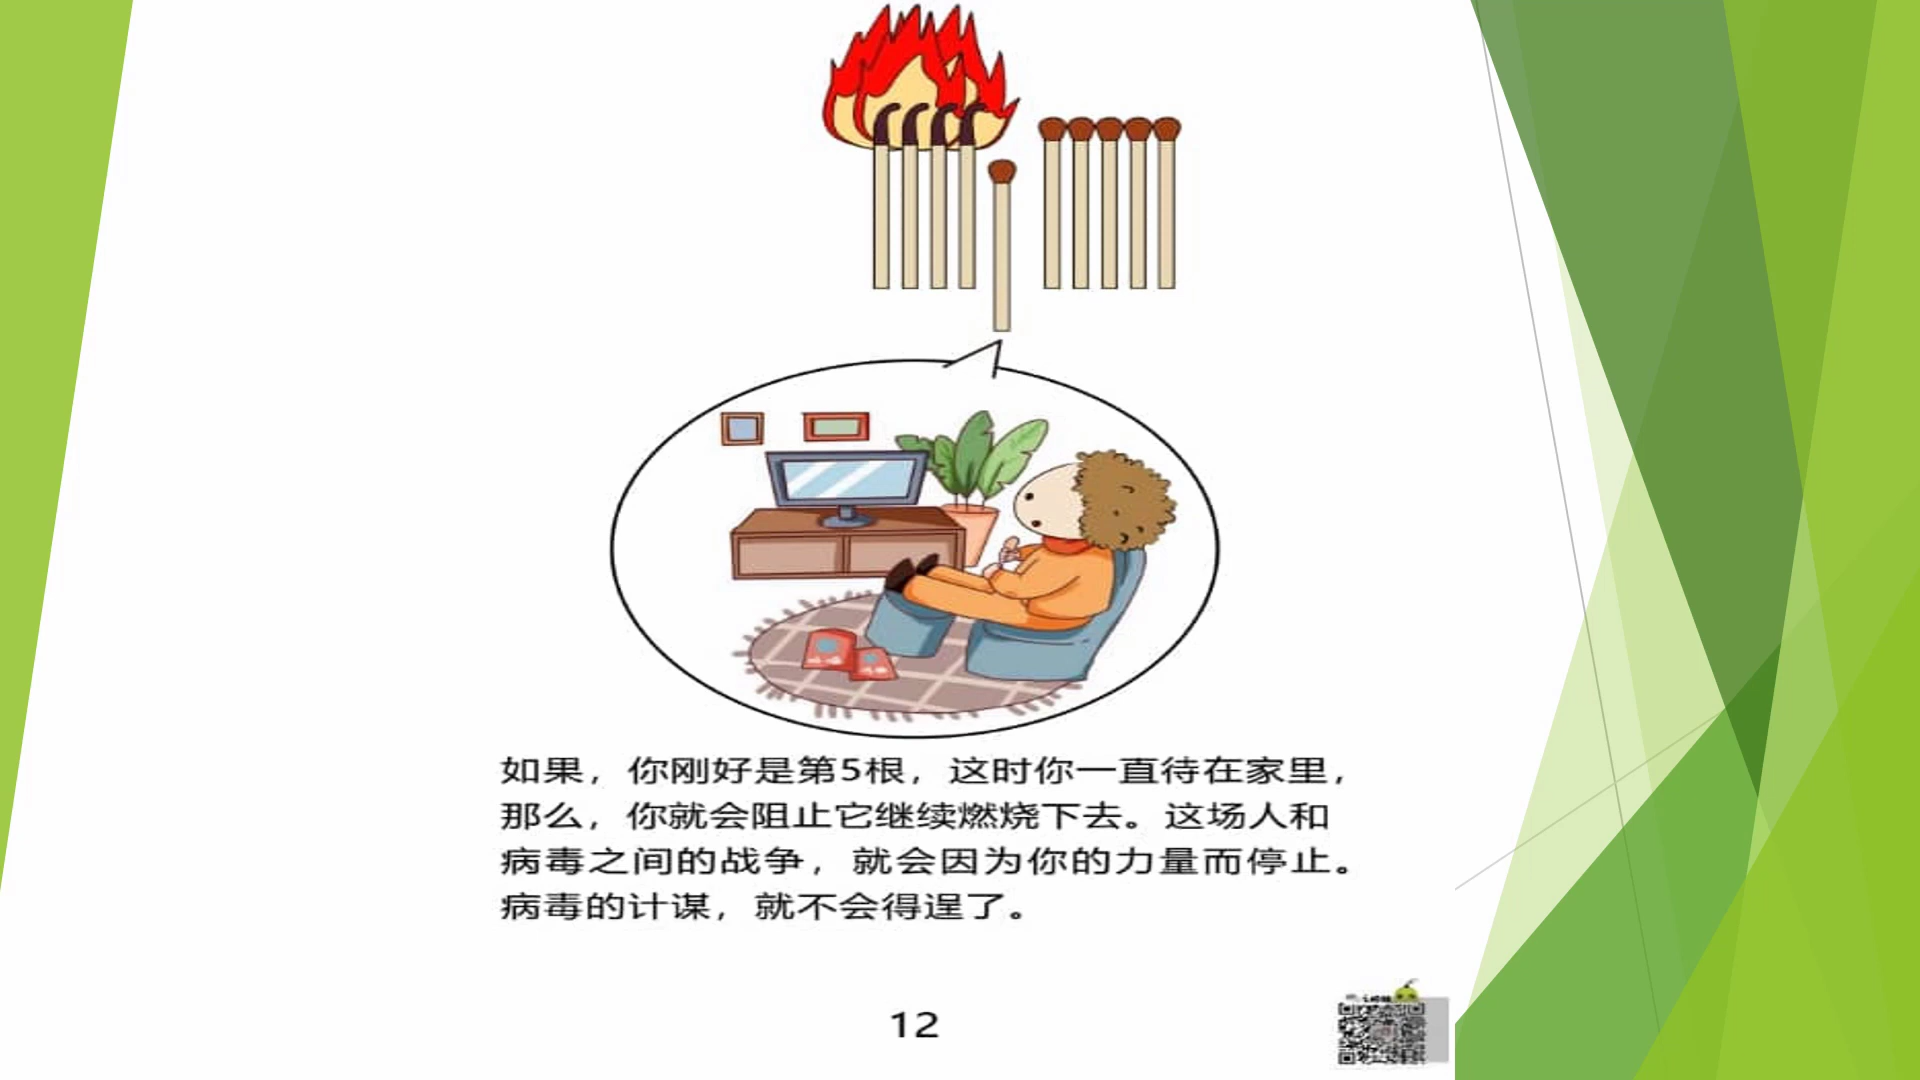 如果，你刚好是第5根，这时你一直待在家里，
那么，你就会阻止它继续燃烧下去。这场人和
病毒之间的战争，就会因为你的力量而停止。
病毒的计谋，就不会得逞了。
12